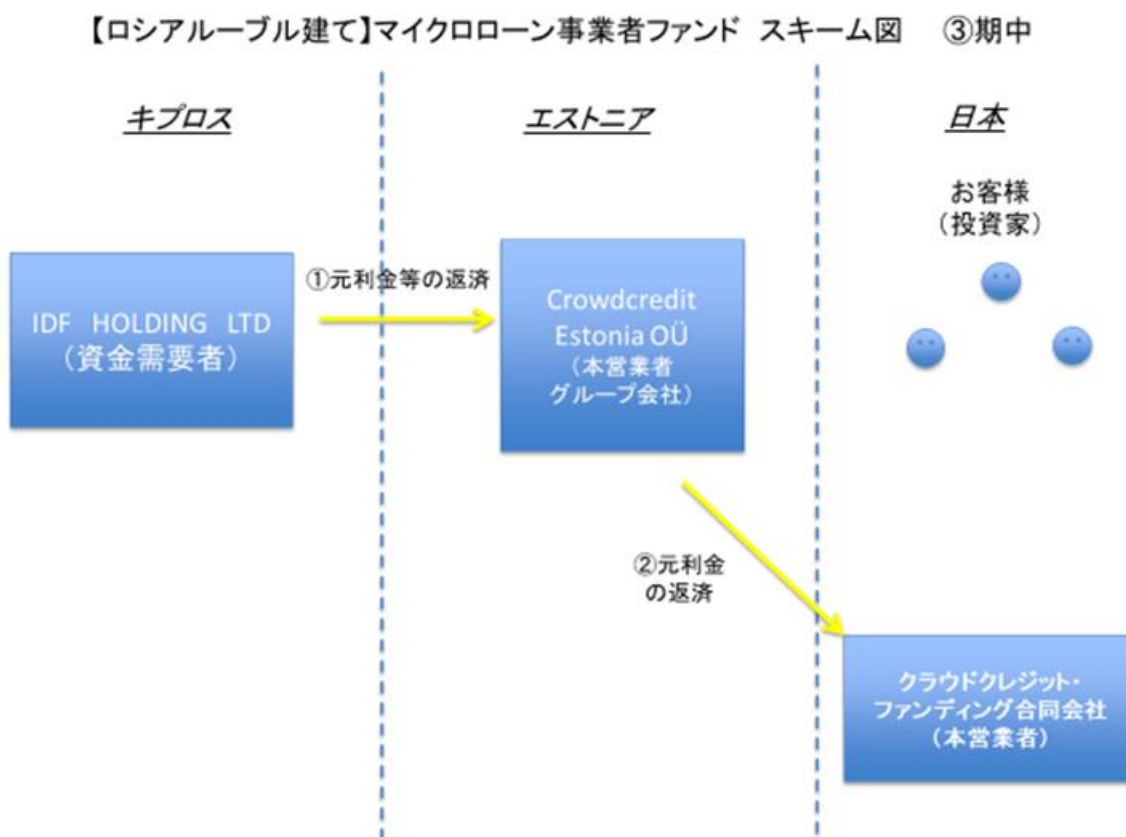 【ロシアルーブル建て】マイクロローン事業者ファンド スキーム図 ③期中
キプロス
エストニア
日本
お客様
（投資家）
IDF HOLDING LTD
（資金需要者）
①元利金等の返済
Crowdcredit
Estonia OÜ
（本営業者
グループ会社）
②元利金
の返済
クラウドクレジット・
ファンディング合同会社
（本営業者）